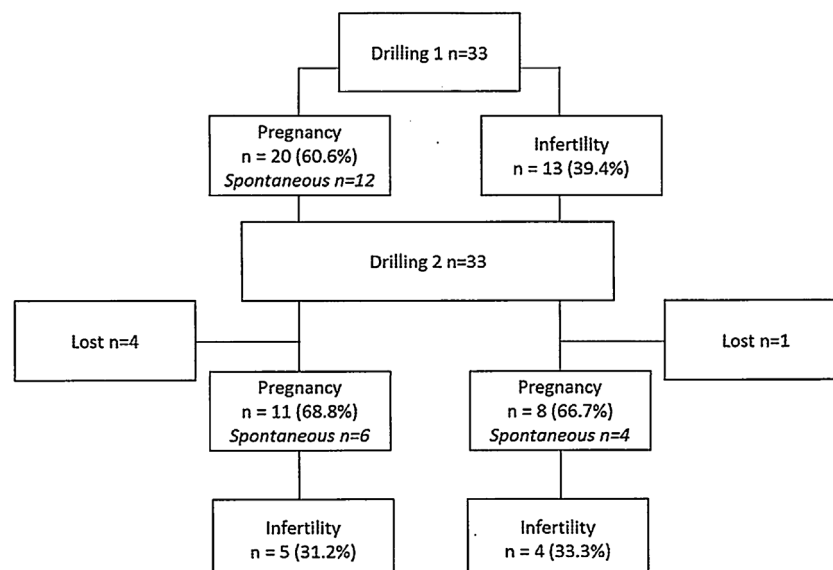 Drilling 1 n=33
Pregnancy
n = 20 (60.6%)
Spontaneous n=12
Infertility
n = 13 (39.4%)
Drilling 2 n=33
Lost n=4
Lost n=1
Pregnancy
n = 11 (68.8%)
Spontaneous n=6
Pregnancy
n = 8 (66.7%)
Spontaneous n=4
Infertility
n = 5 (31.2%)
Infertility
n = 4 (33.3%)